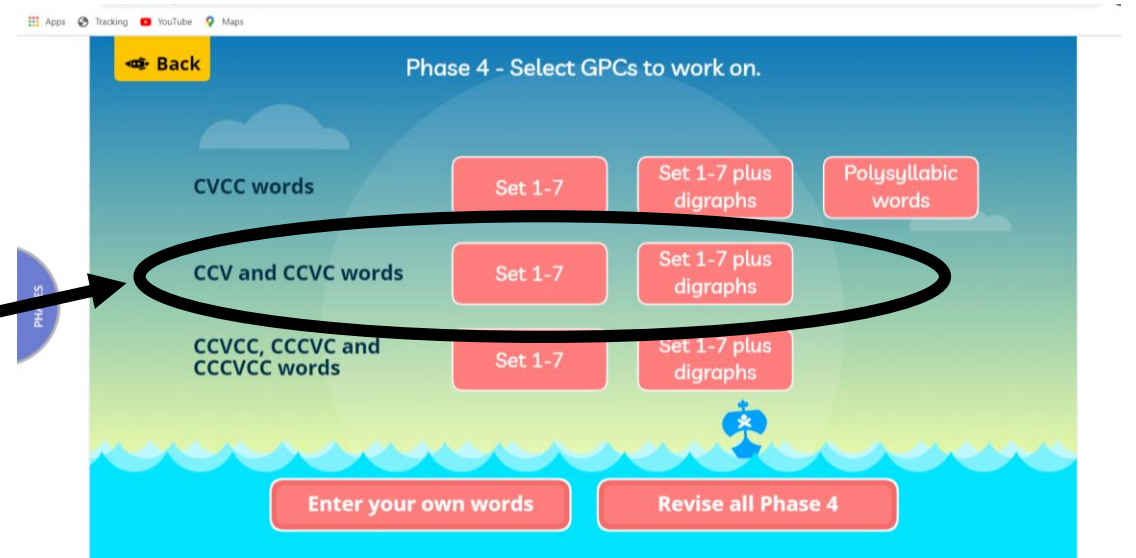 Apps Tracking YouTube Maps
Back
Phase 4 - Select GPCs to work on.
CVCC words
Set 1-7
Set 1-7 plus
digraphs
Polysyllabic
words
CCV and CCVC words
Set 1-7
Set 1-7 plus
digraphs
CCVCC, CCCVC and
CCCVCC words
Set 1-7
Set 1-7 plus
digraphs
Enter your own words
Revise all Phase 4